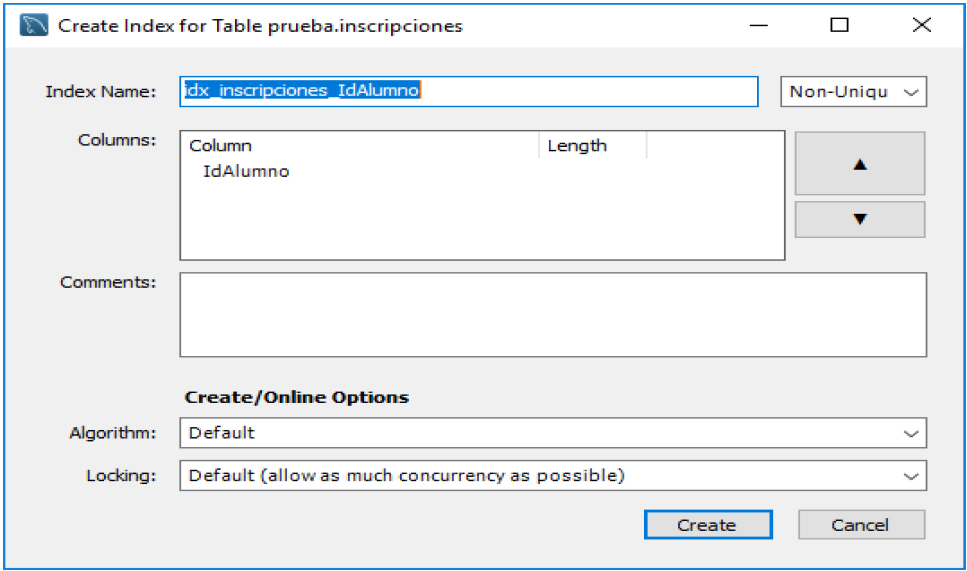 Create Index for Table prueba.inscripciones
Index Name: idx_inscripciones_IdAlumno Non-Uniqu
Columns: Column Length
IdAlumno
Comments:
Create/Online Options
Algorithm: Default
Locking: Default (allow as much concurrency as possible)
Create Cancel